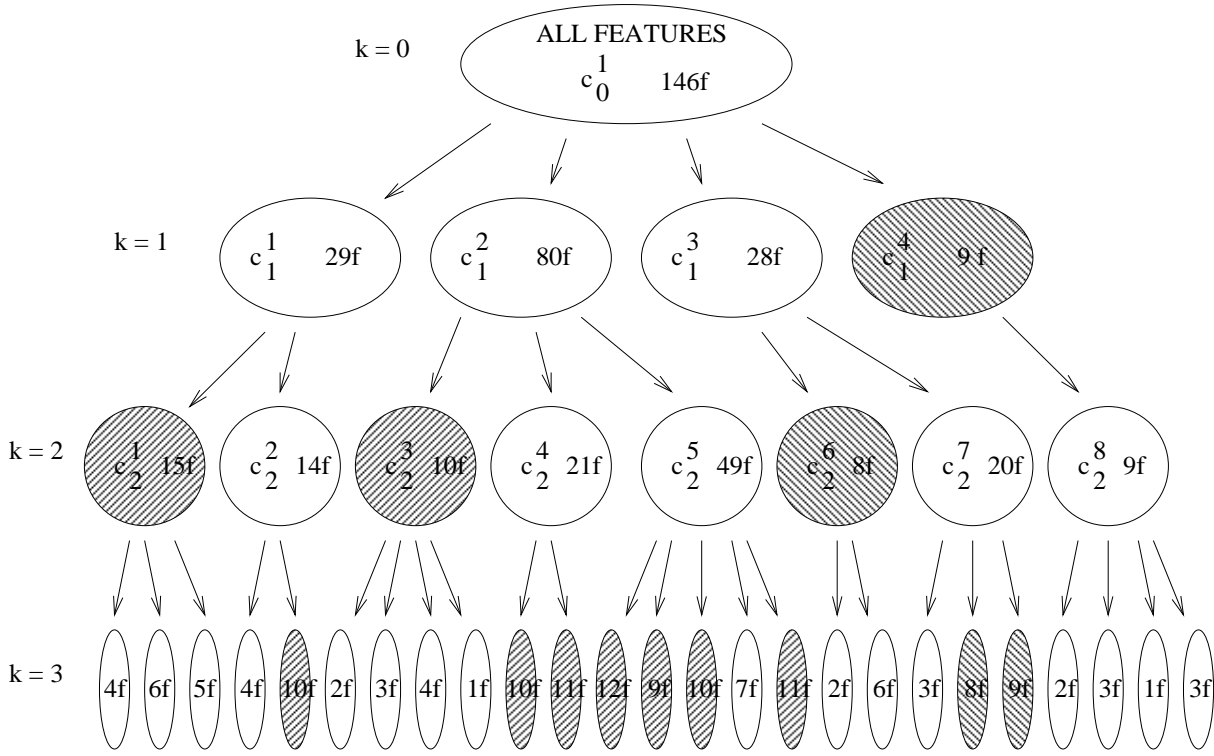 ALL FEATURES
k = 0
c 1 0 146f
k = 1
c 1 1 29f
c 2 1 80f
c 3 1 28f
c 4 1 9 f
k = 2
c 1 2 15f
c 2 2 14f
c 3 2 10f
c 4 2 21f
c 5 2 49f
c 6 2 8f
c 7 2 20f
c 8 2 9f
k = 3
4f 6f 5f 4f 10f 2f 3f 4f 1f 10f 11f 12f 9f 10f 7f 11f 2f 6f 3f 8f 9f 2f 3f 1f 3f